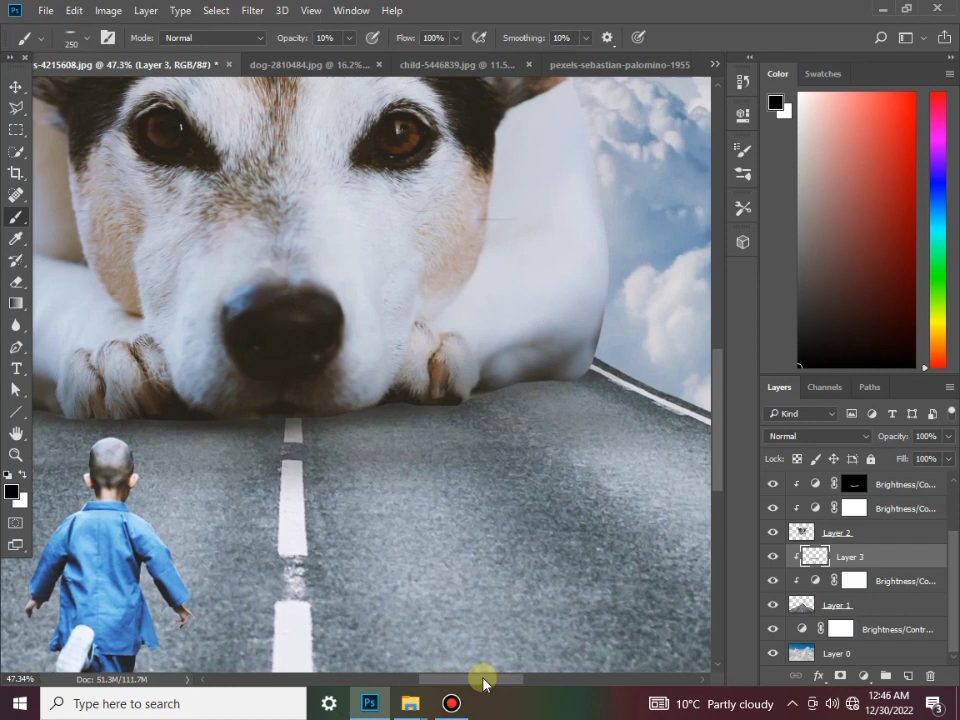 Ps File Edit Image Layer Type Select Filter 3D View Window Help
250 Mode: Normal Opacity: 10% Flow: 100% Smoothing: 10%
s-4215608.jpg @ 47.3% (Layer 3, RGB/8#) * × dog-2810484.jpg @ 16.2%... × child-5446839.jpg @ 11.5... × pexels-sebastian-palomino-1955
Color Swatches
Layers Channels Paths
Kind
Normal Opacity: 100%
Lock: Fill: 100%
Brightness/Co...
Brightness/Co...
Layer 2
Layer 3
Brightness/Co...
Layer 1
Brightness/Contr...
Layer 0
47.34% Doc: 51.3M/111.7M
Type here to search
Ps
10°C Partly cloudy
12:46 AM
12/30/2022
3